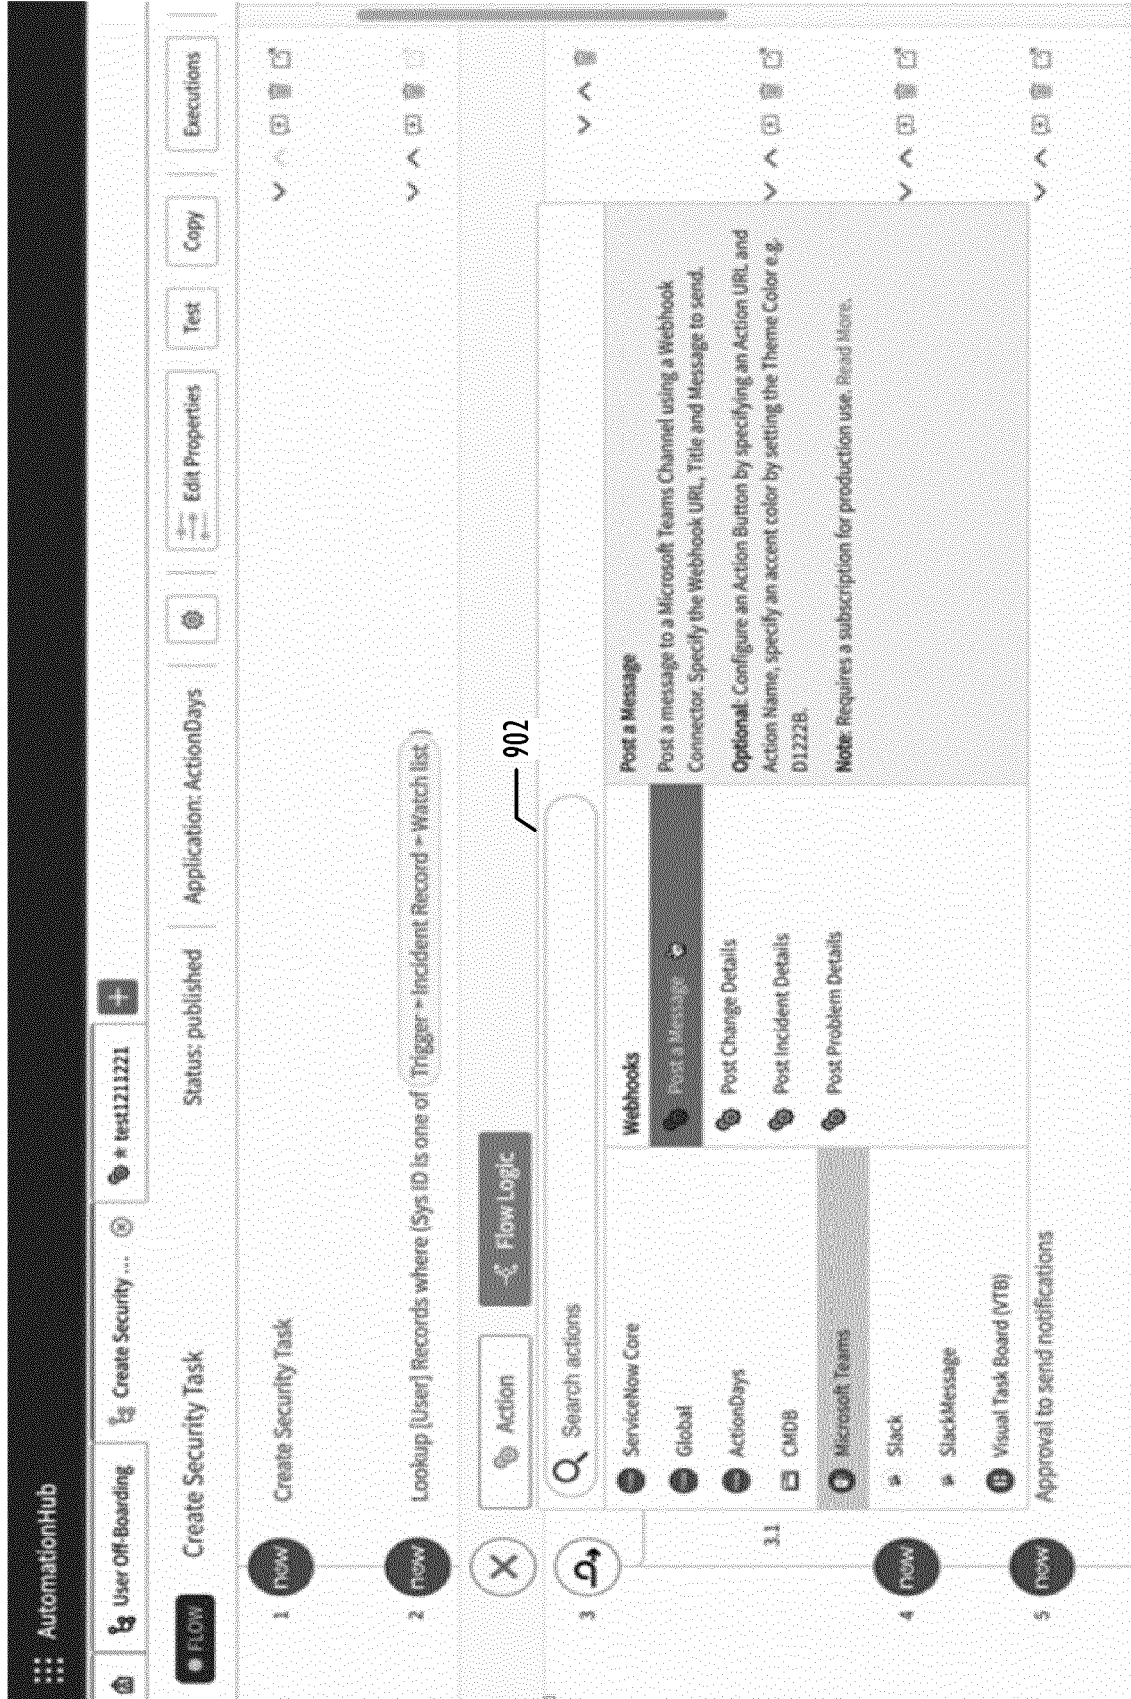 AutomationHub
User Off-Boarding
Create Security ...
* test1211221
+
FLOW
Create Security Task
Status: published
Application: ActionDays
Edit Properties
Test
Copy
Executions
1
now
Create Security Task
2
now
Lookup [User] Records where (Sys ID is one of Trigger ▸ Incident Record ▸ Watch list )
Action
Flow Logic
902
3
Search actions
ServiceNow Core
Global
ActionDays
CMDB
Microsoft Teams
Slack
SlackMessage
Visual Task Board (VTB)
Webhooks
Post a Message
Post Change Details
Post Incident Details
Post Problem Details
Post a Message
Post a message to a Microsoft Teams Channel using a Webhook
Connector. Specify the Webhook URL, Title and Message to send.
Optional: Configure an Action Button by specifying an Action URL and
Action Name, specify an accent color by setting the Theme Color e.g.
D1222B.
Note: Requires a subscription for production use. Read More.
3.1
4
now
5
now
Approval to send notifications